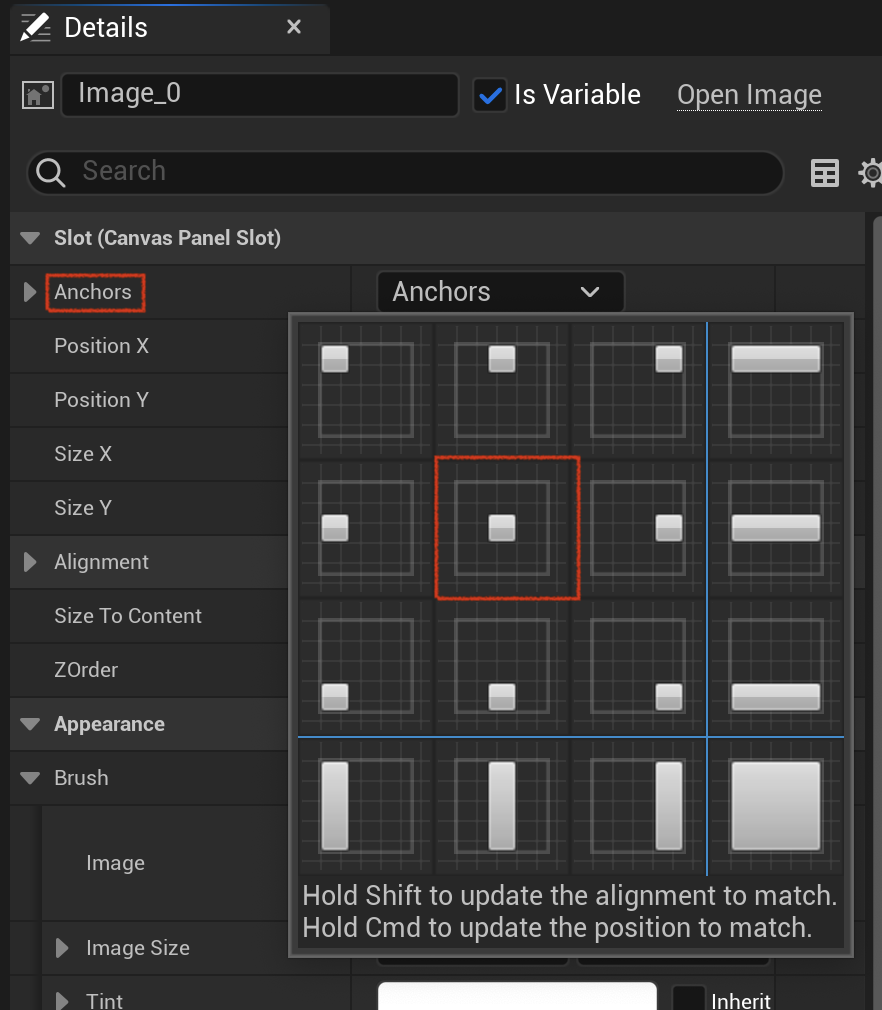 Details
Image_0
Is Variable
Open Image
Search
Slot (Canvas Panel Slot)
Anchors
Anchors
Position X
Position Y
Size X
Size Y
Alignment
Size To Content
ZOrder
Appearance
Brush
Image
Hold Shift to update the alignment to match.
Hold Cmd to update the position to match.
Image Size
Tint
Inherit